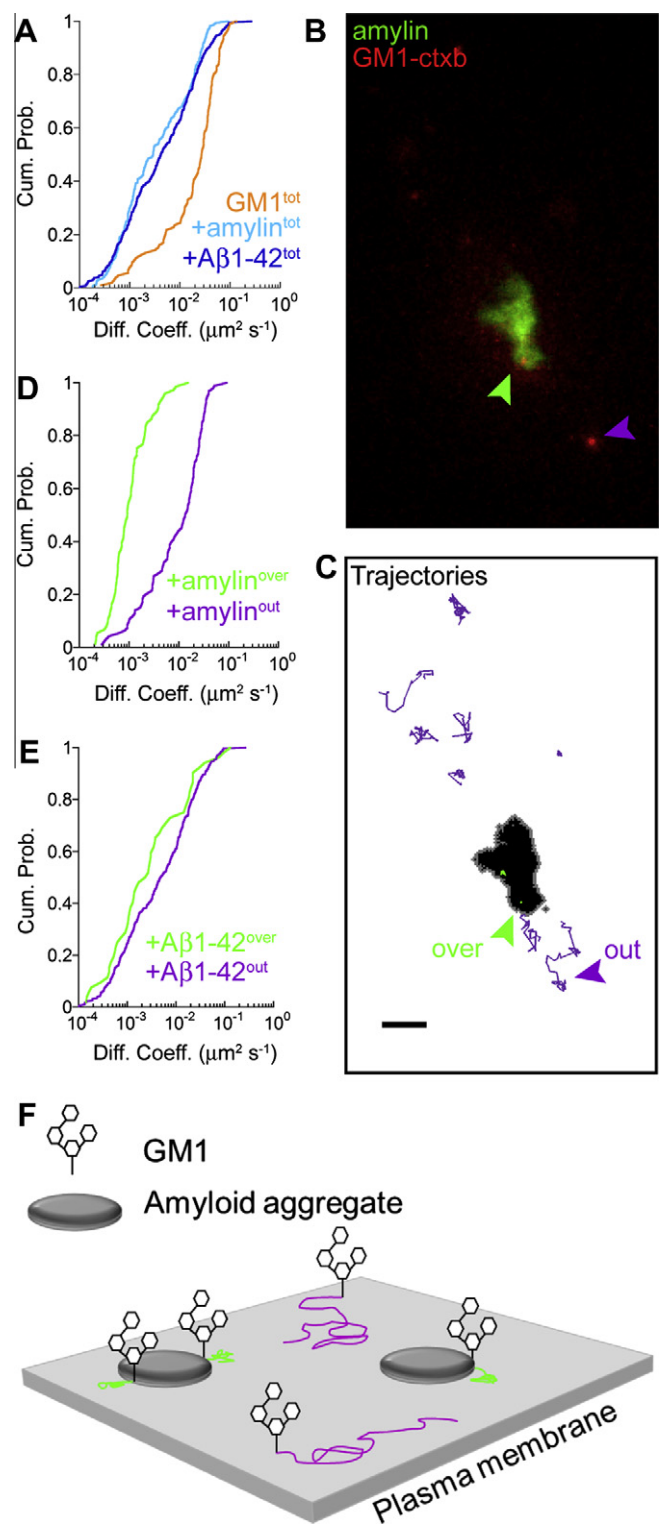 A
Cum. Prob.
1
0.8
0.6
0.4
0.2
0
GM1tot
+amylintot
+Aβ1-42tot
10-4 10-3 10-2 10-1 100
Diff. Coeff. (μm2 s-1)
B
amylin
GM1-ctxb
D
Cum. Prob.
1
0.8
0.6
0.4
0.2
0
+amylinover
+amylinout
10-4 10-3 10-2 10-1 100
Diff. Coeff. (μm2 s-1)
C
Trajectories
over
out
E
Cum. Prob.
1
0.8
0.6
0.4
0.2
0
+Aβ1-42over
+Aβ1-42out
10-4 10-3 10-2 10-1 100
Diff. Coeff. (μm2 s-1)
F
GM1
Amyloid aggregate
Plasma membrane